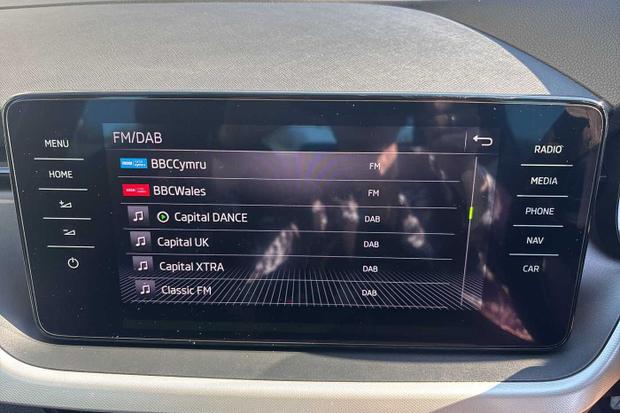 MENU
HOME
FM/DAB
BBCCymru FM
BBCWales FM
Capital DANCE DAB
Capital UK DAB
Capital XTRA DAB
Classic FM DAB
RADIO
MEDIA
PHONE
NAV
CAR